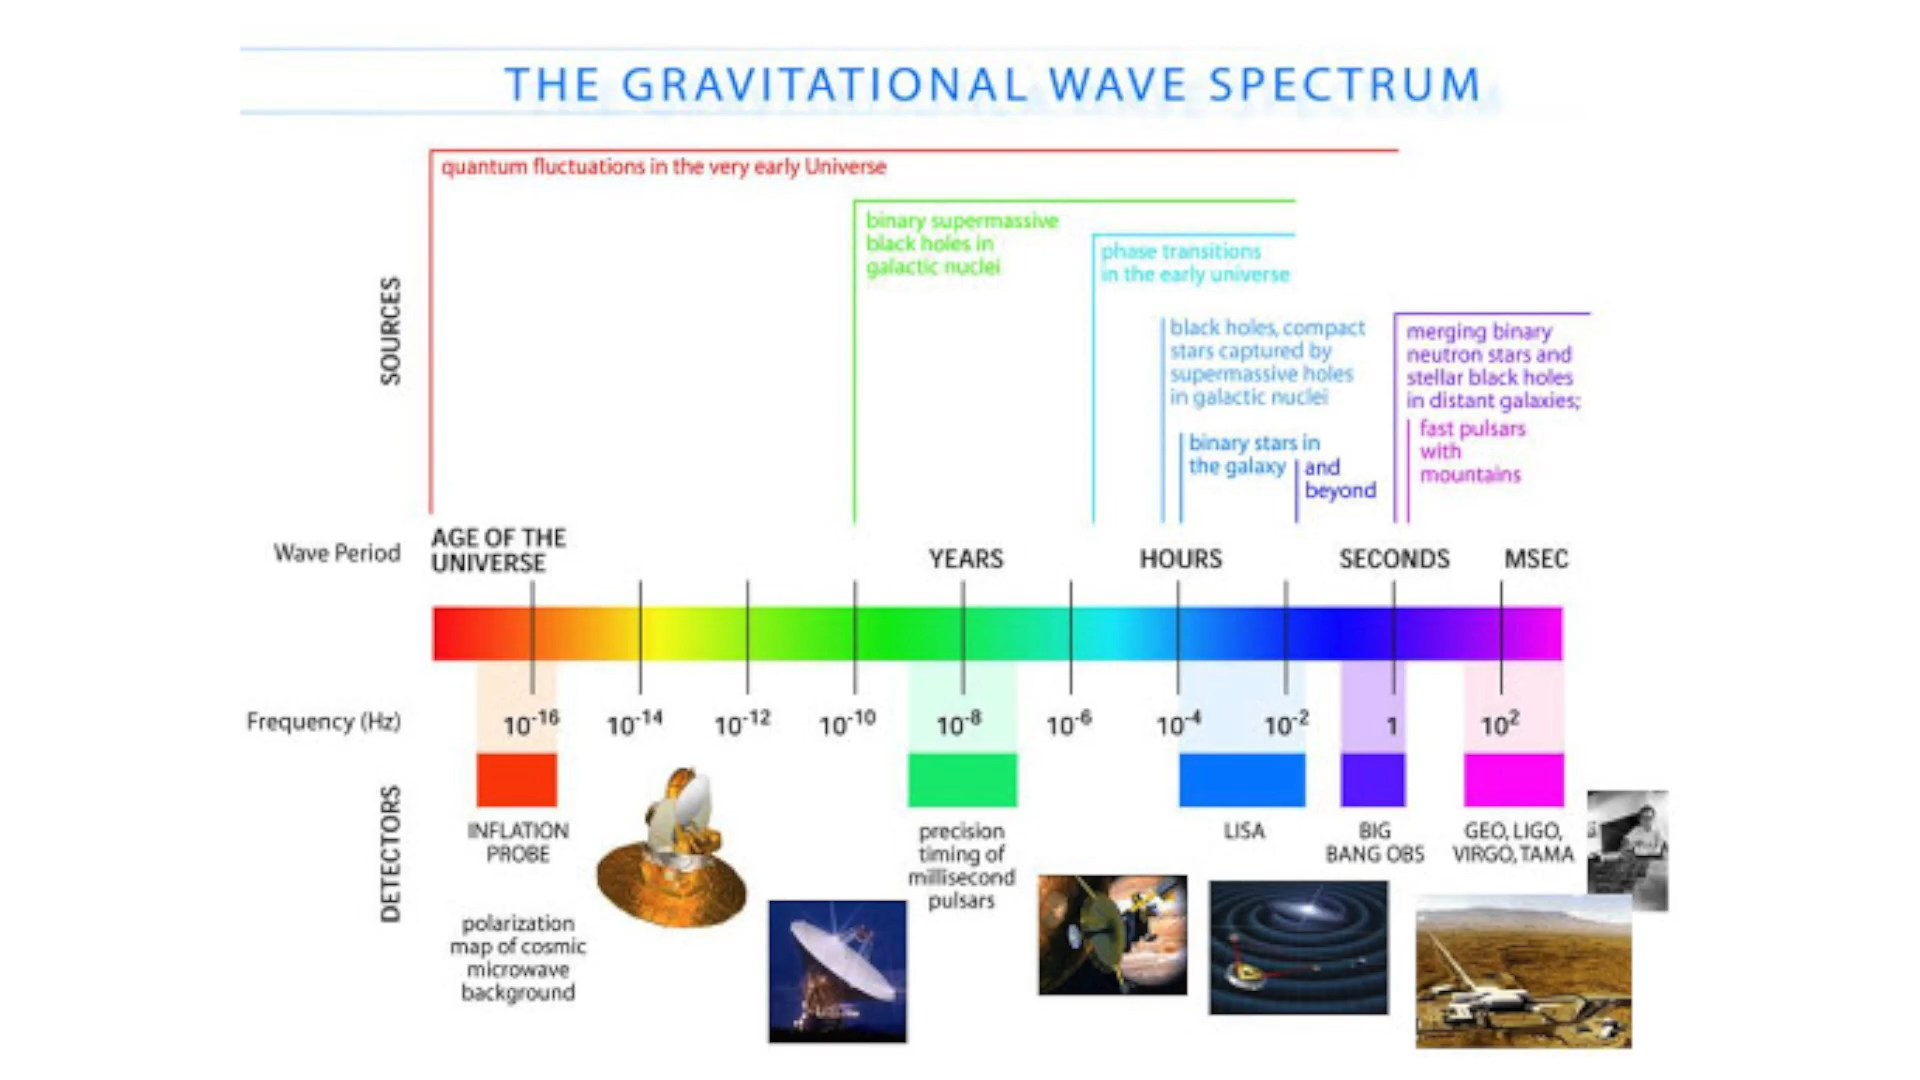 THE GRAVITATIONAL WAVE SPECTRUM
quantum fluctuations in the very early Universe
binary supermassive
black holes in
galactic nuclei
phase transitions
in the early universe
SOURCES
black holes, compact
stars captured by
supermassive holes
in galactic nuclei
merging binary
neutron stars and
stellar black holes
in distant galaxies;
fast pulsars
with
mountains
binary stars in
the galaxy
and
beyond
Wave Period
AGE OF THE
UNIVERSE
YEARS
HOURS
SECONDS
MSEC
Frequency (Hz)
10⁻¹⁶
10⁻¹⁴
10⁻¹²
10⁻¹⁰
10⁻⁸
10⁻⁶
10⁻⁴
10⁻²
1
10²
DETECTORS
INFLATION
PROBE
polarization
map of cosmic
microwave
background
precision
timing of
millisecond
pulsars
LISA
BIG
BANG OBS
GEO, LIGO,
VIRGO, TAMA